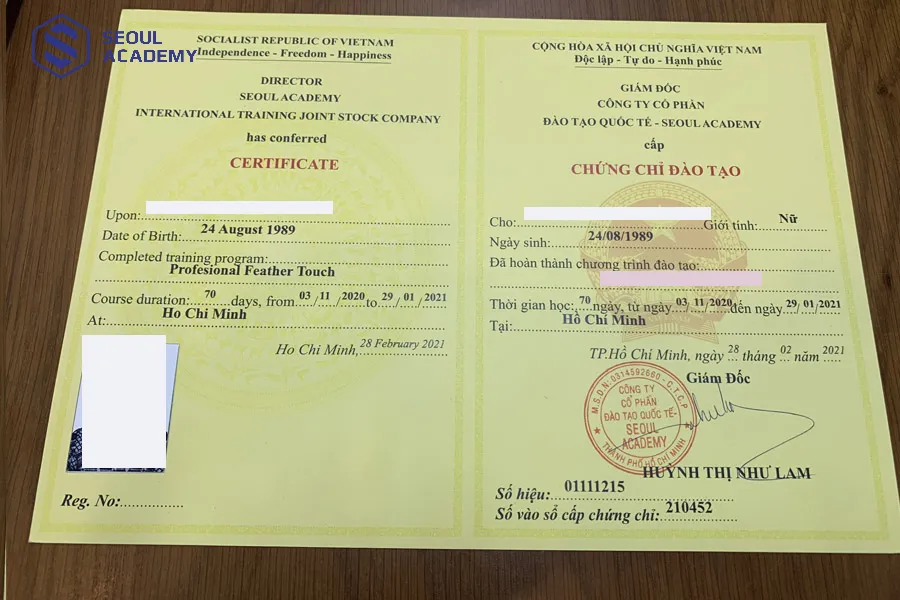 SEOUL
ACADEMY
SOCIALIST REPUBLIC OF VIETNAM
Independence - Freedom - Happiness
DIRECTOR
SEOUL ACADEMY
INTERNATIONAL TRAINING JOINT STOCK COMPANY
has conferred
CERTIFICATE
Upon:
Date of Birth: 24 August 1989
Completed training program:
Profesional Feather Touch
Course duration: 70 days, from 03/11/2020 to 29/01/2021
At: Ho Chi Minh
Ho Chi Minh, 28 February 2021
Reg. No:
CỘNG HÒA XÃ HỘI CHỦ NGHĨA VIỆT NAM
Độc lập - Tự do - Hạnh phúc
GIÁM ĐỐC
CÔNG TY CỔ PHẦN
ĐÀO TẠO QUỐC TẾ - SEOUL ACADEMY
cấp
CHỨNG CHỈ ĐÀO TẠO
Cho: Giới tính: Nữ
Ngày sinh: 24/08/1989
Đã hoàn thành chương trình đào tạo:
Thời gian học: 70 ngày, từ ngày 03/11/2020 đến ngày 29/01/2021
Tại: Hồ Chí Minh
TP.Hồ Chí Minh, ngày 28 tháng 02 năm 2021
Giám Đốc
M.S.D.N: 0314592660 - C.T.C.P
CÔNG TY
CỔ PHẦN
ĐÀO TẠO QUỐC TẾ-
SEOUL
ACADEMY
THÀNH PHỐ HỒ CHÍ MINH
HUỲNH THỊ NHƯ LAM
Số hiệu: 01111215
Số vào sổ cấp chứng chỉ: 210452